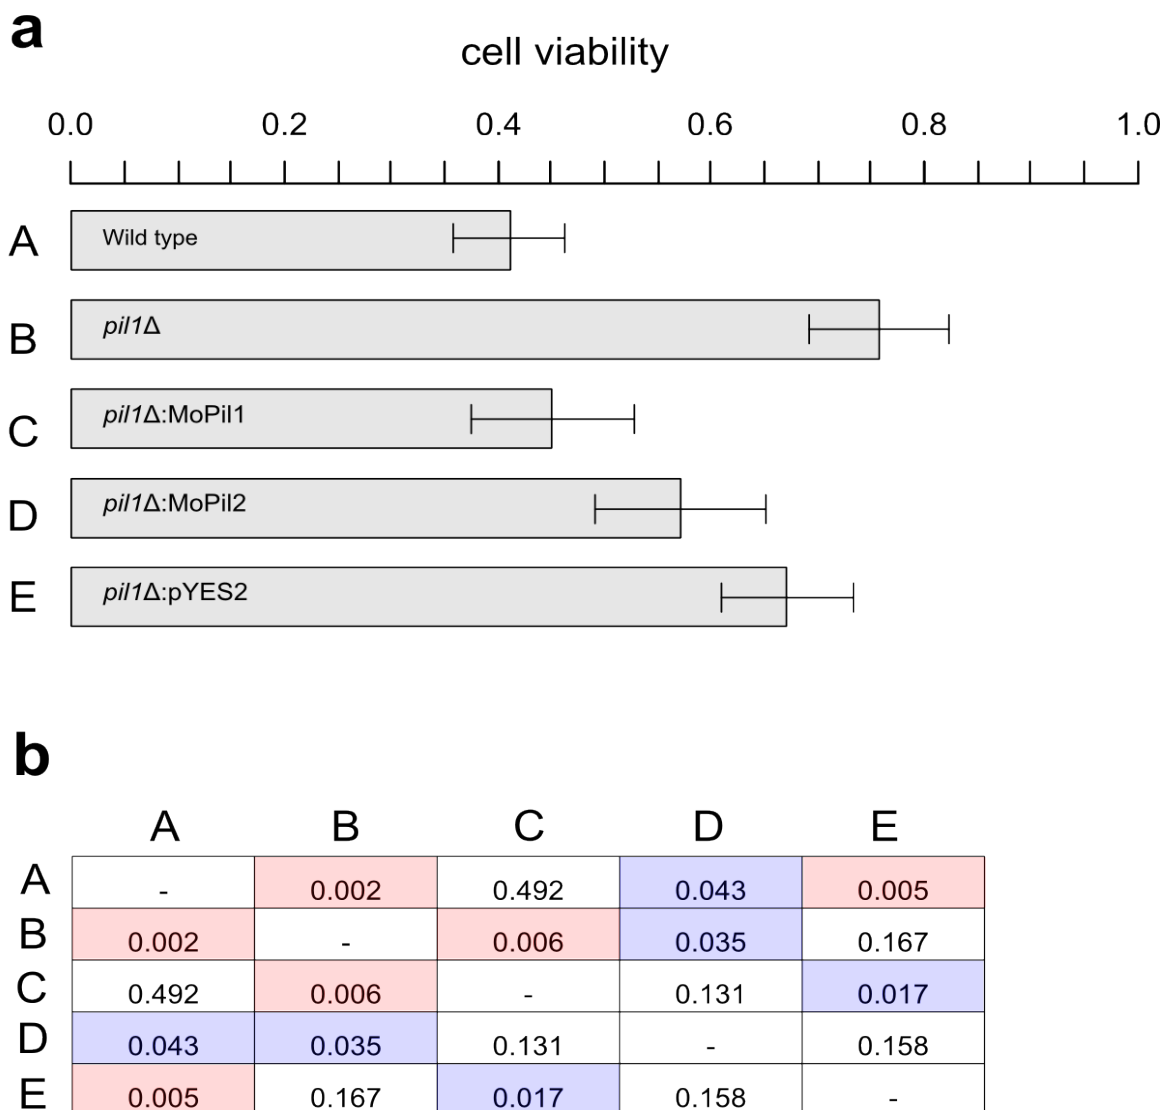 a
cell viability
0.0 0.2 0.4 0.6 0.8 1.0
A Wild type
B pil1Δ
C pil1Δ:MoPil1
D pil1Δ:MoPil2
E pil1Δ:pYES2
b
A B C D E
A - 0.002 0.492 0.043 0.005
B 0.002 - 0.006 0.035 0.167
C 0.492 0.006 - 0.131 0.017
D 0.043 0.035 0.131 - 0.158
E 0.005 0.167 0.017 0.158 -